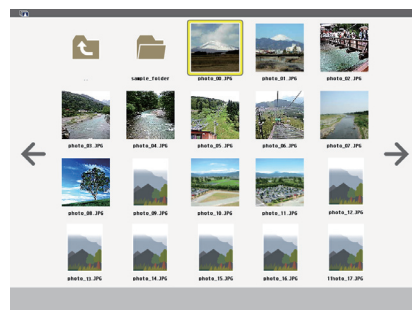 ..
sample_folder
photo_00.JPG
photo_01.JPG
photo_02.JPG
photo_03.JPG
photo_04.JPG
photo_05.JPG
photo_06.JPG
photo_07.JPG
photo_08.JPG
photo_09.JPG
photo_10.JPG
photo_11.JPG
photo_12.JPG
photo_13.JPG
photo_14.JPG
photo_15.JPG
photo_16.JPG
11hoto_17.JPG